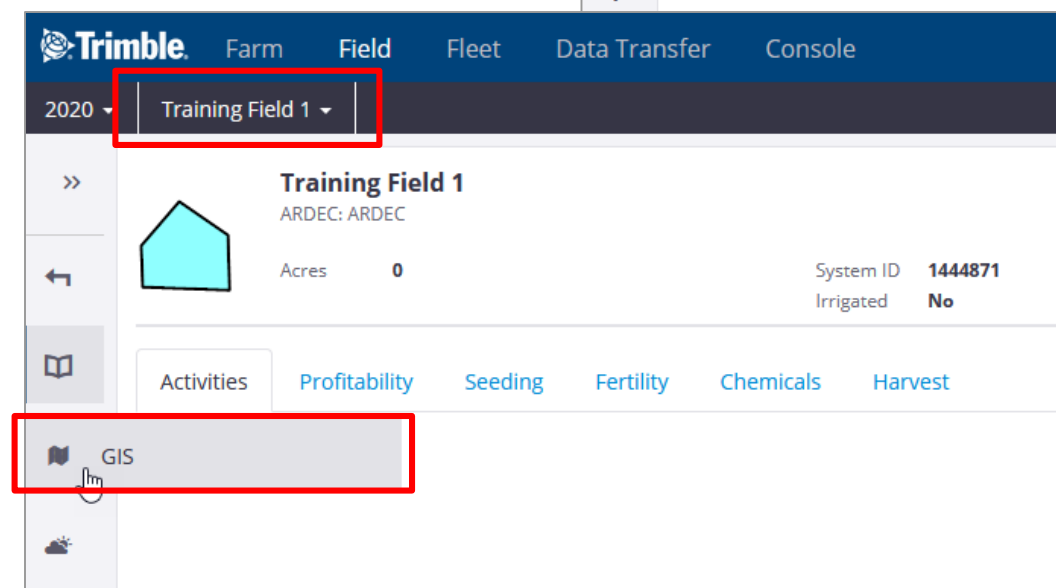 Trimble. Farm Field Fleet Data Transfer Console
2020 Training Field 1
Training Field 1
ARDEC: ARDEC
Acres 0 System ID 1444871
Irrigated No
Activities Profitability Seeding Fertility Chemicals Harvest
GIS